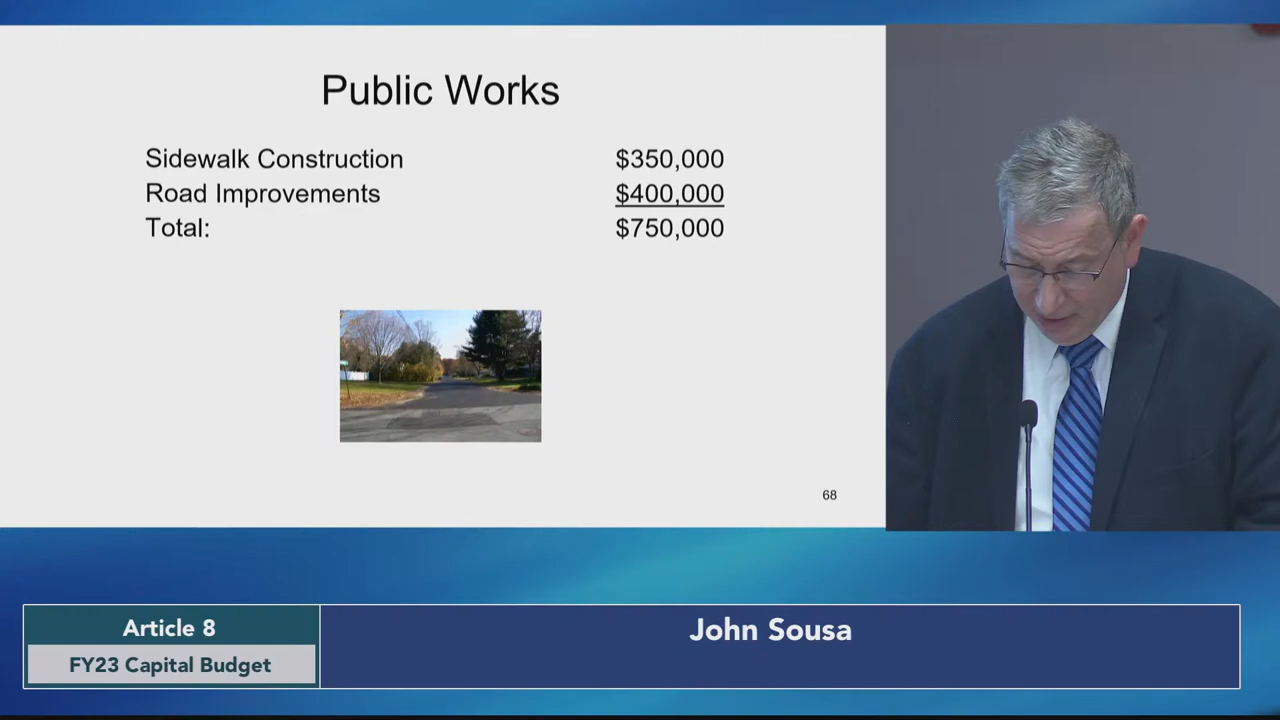 Public Works
Sidewalk Construction $350,000
Road Improvements $400,000
Total: $750,000
68
Article 8
FY23 Capital Budget
John Sousa